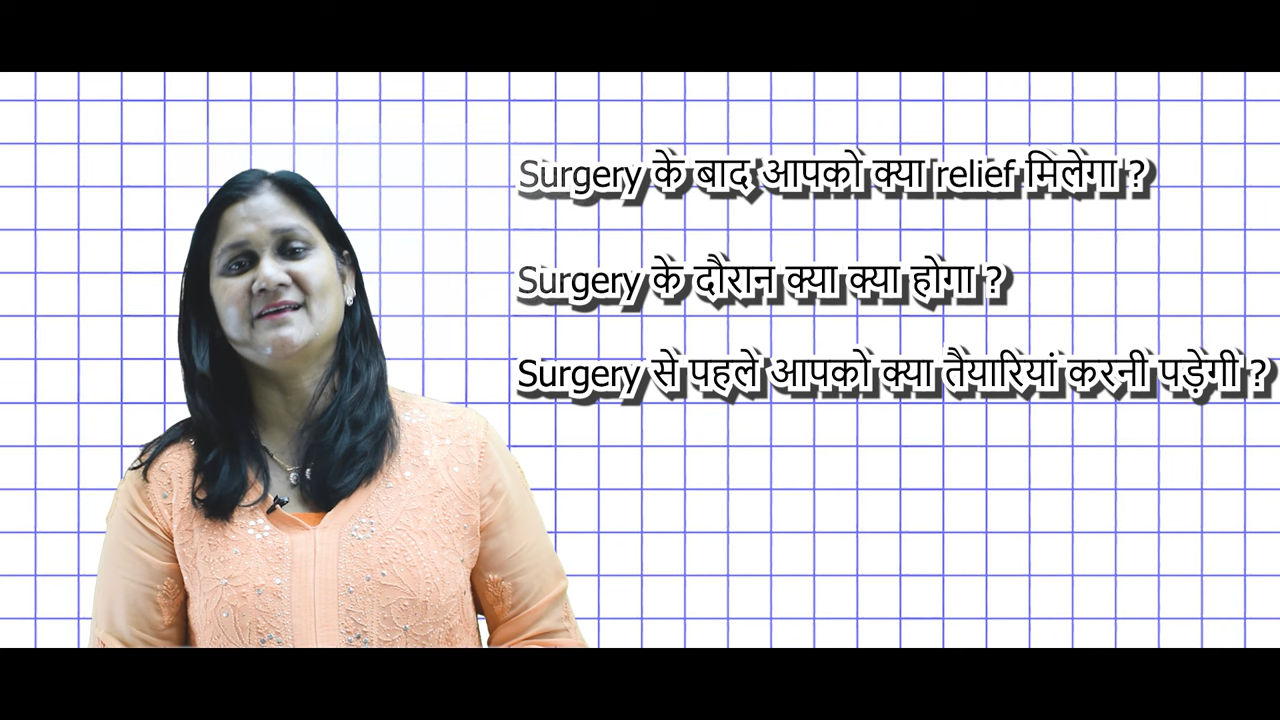 Surgery के बाद आपको क्या relief मिलेगा ?
Surgery के दौरान क्या क्या होगा ?
Surgery से पहले आपको क्या तैयारियां करनी पड़ेगी ?